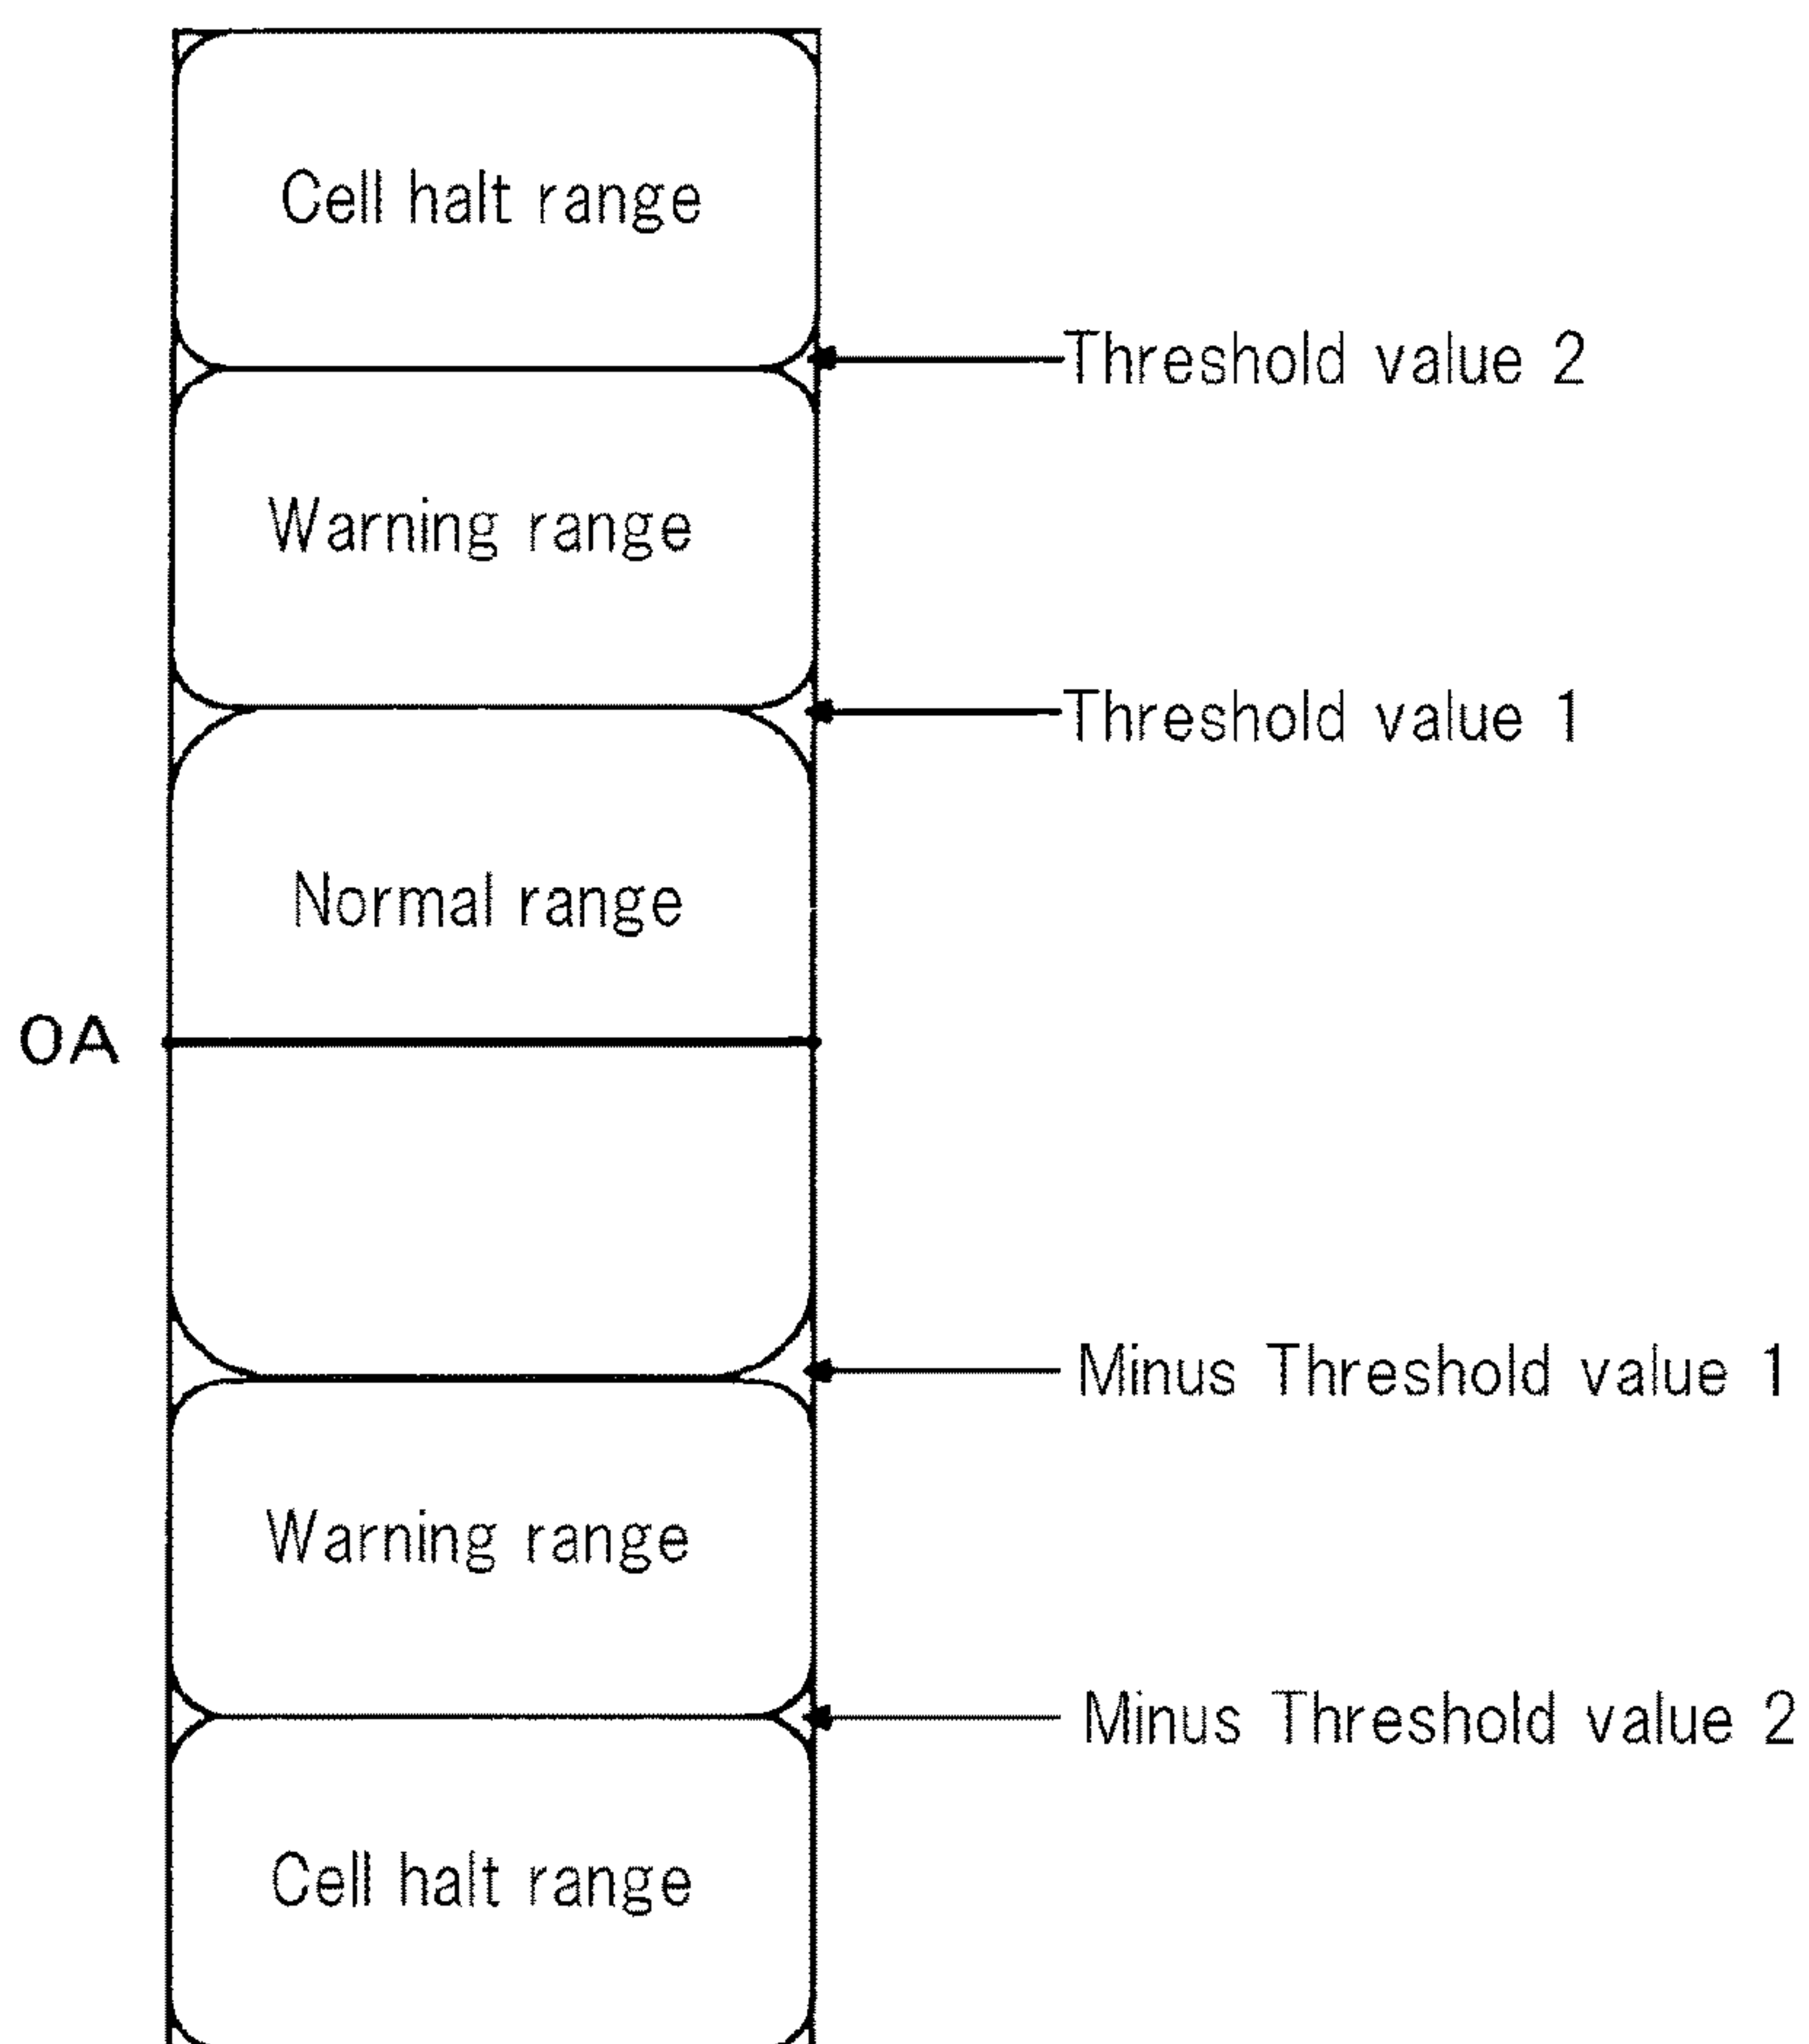 Cell halt range
Threshold value 2
Warning range
Threshold value 1
Normal range
0A
Minus Threshold value 1
Warning range
Minus Threshold value 2
Cell halt range